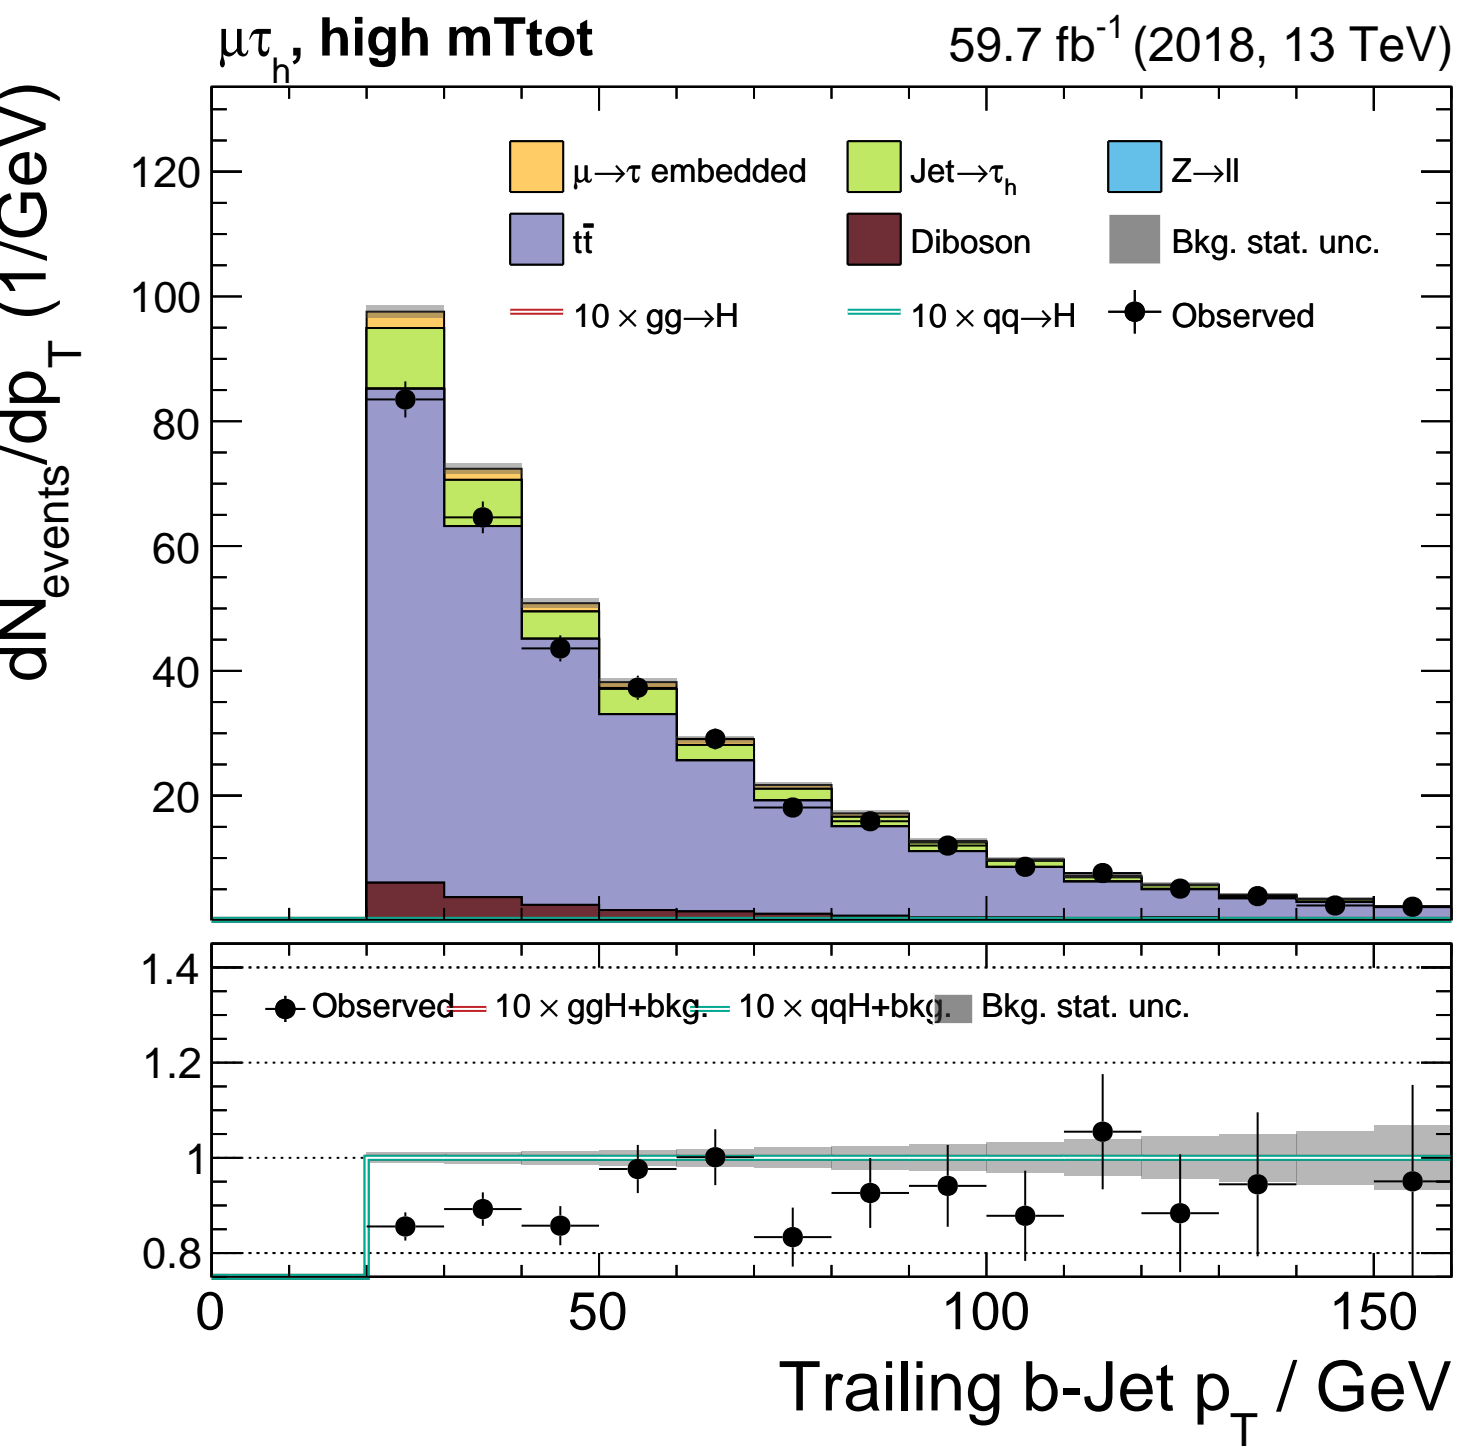 μτh, high mTtot
59.7 fb-1 (2018, 13 TeV)
dNevents/dpT (1/GeV)
120
100
80
60
40
20
μ→τ embedded
Jet→τh
Z→ll
tt̄
Diboson
Bkg. stat. unc.
10 × gg→H
10 × qq→H
Observed
1.4
1.2
1
0.8
Observed
10 × ggH+bkg.
10 × qqH+bkg.
Bkg. stat. unc.
0
50
100
150
Trailing b-Jet pT / GeV